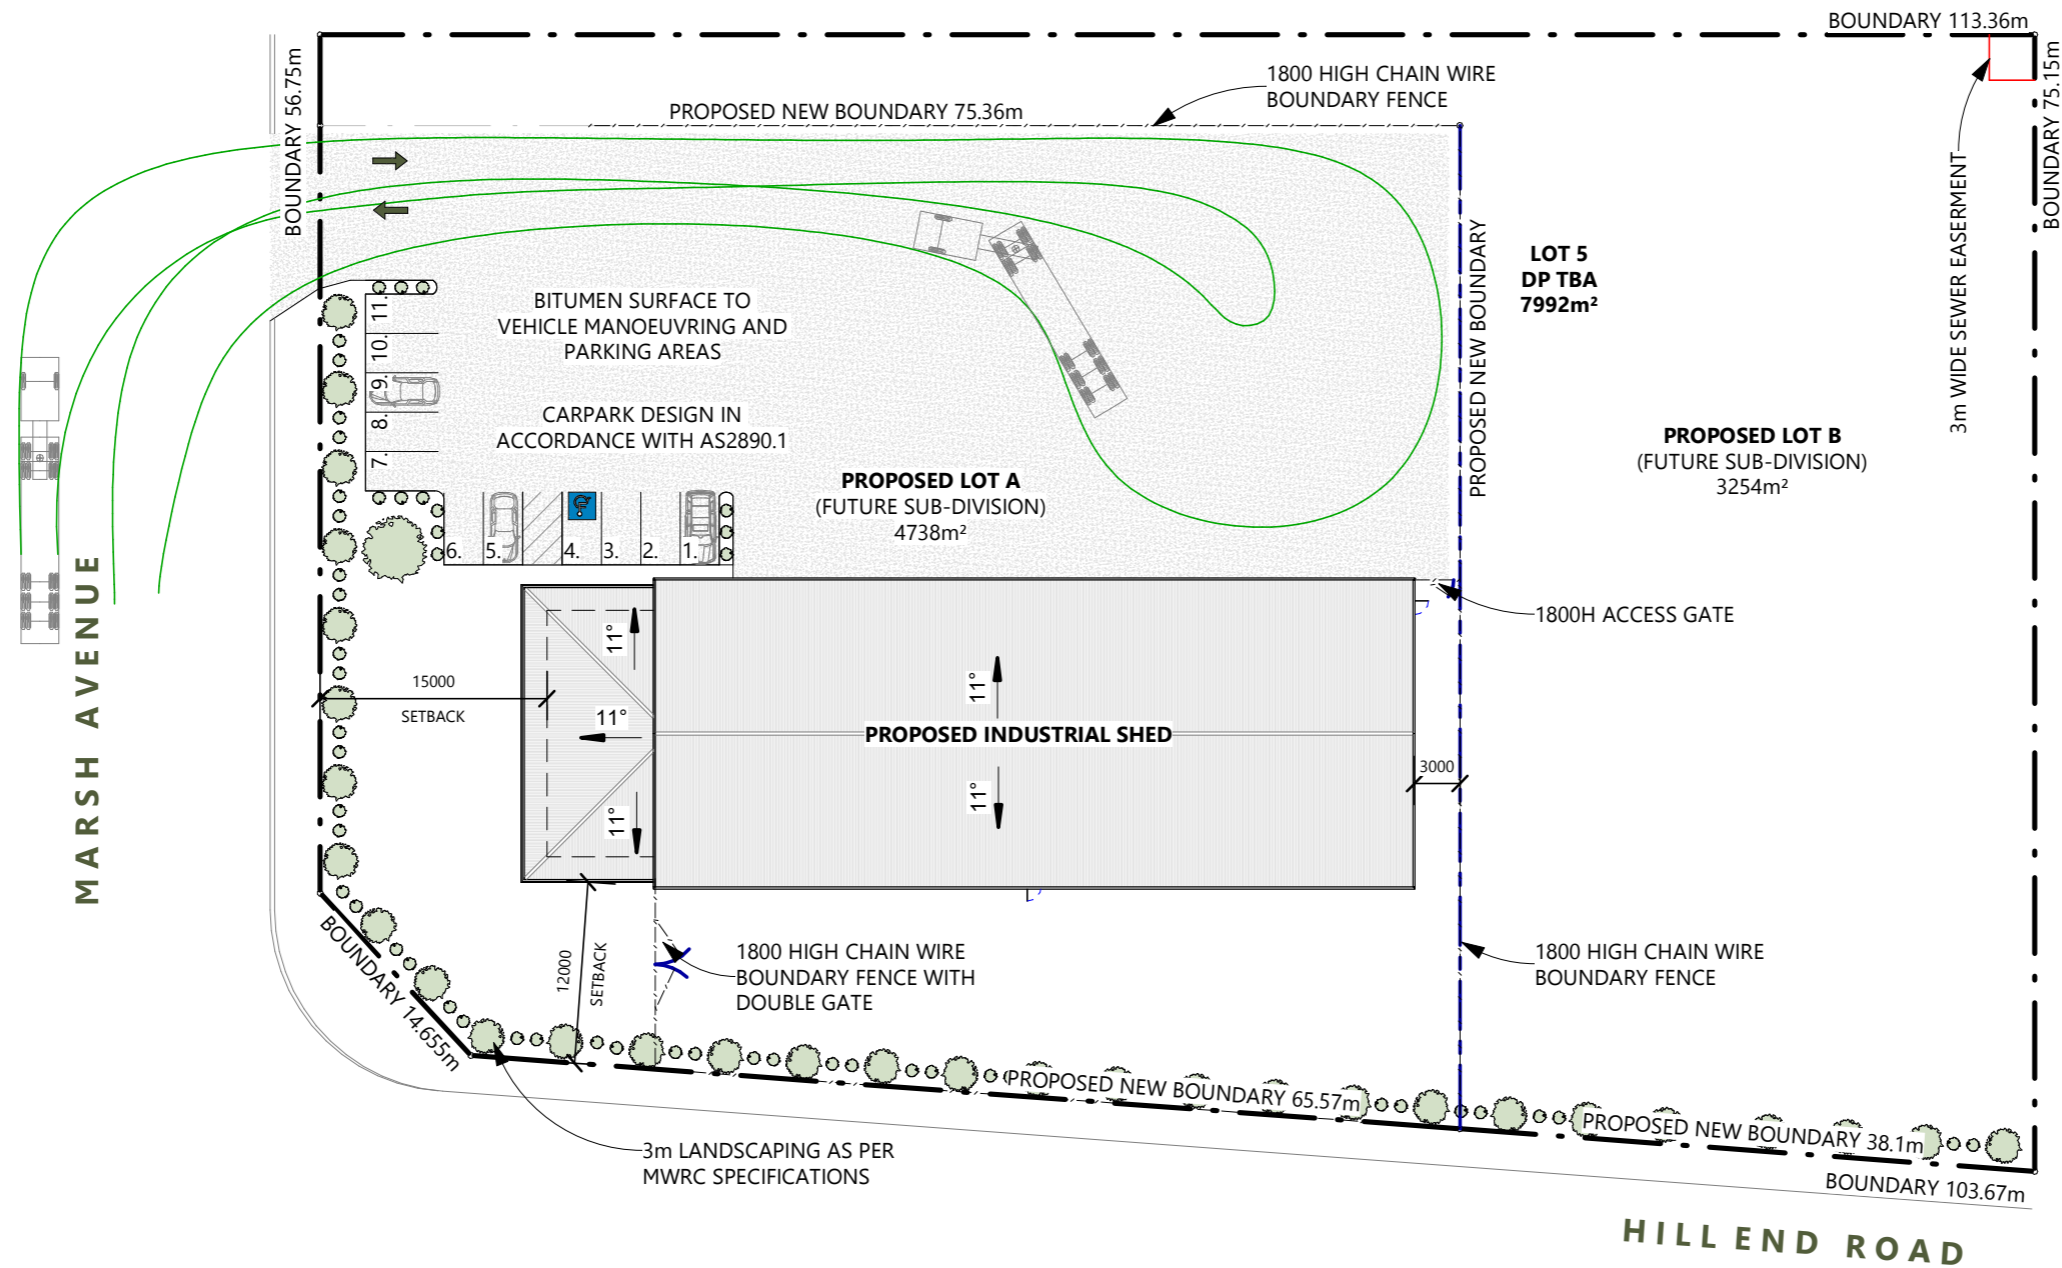 BOUNDARY 113.36m
BOUNDARY 56.75m
BOUNDARY 75.15m
1800 HIGH CHAIN WIRE
BOUNDARY FENCE
PROPOSED NEW BOUNDARY 75.36m
3m WIDE SEWER EASERMENT
PROPOSED NEW BOUNDARY
LOT 5
DP TBA
7992m²
BITUMEN SURFACE TO
VEHICLE MANOEUVRING AND
PARKING AREAS
11.
10.
9.
8.
7.
CARPARK DESIGN IN
ACCORDANCE WITH AS2890.1
PROPOSED LOT A
(FUTURE SUB-DIVISION)
4738m²
PROPOSED LOT B
(FUTURE SUB-DIVISION)
3254m²
6.
5.
4.
3.
2.
1.
MARSH AVENUE
1800H ACCESS GATE
11°
11°
11°
15000
SETBACK
11°
PROPOSED INDUSTRIAL SHED
11°
3000
12000
SETBACK
1800 HIGH CHAIN WIRE
BOUNDARY FENCE WITH
DOUBLE GATE
1800 HIGH CHAIN WIRE
BOUNDARY FENCE
BOUNDARY 14.655m
PROPOSED NEW BOUNDARY 65.57m
PROPOSED NEW BOUNDARY 38.1m
3m LANDSCAPING AS PER
MWRC SPECIFICATIONS
BOUNDARY 103.67m
HILL END ROAD